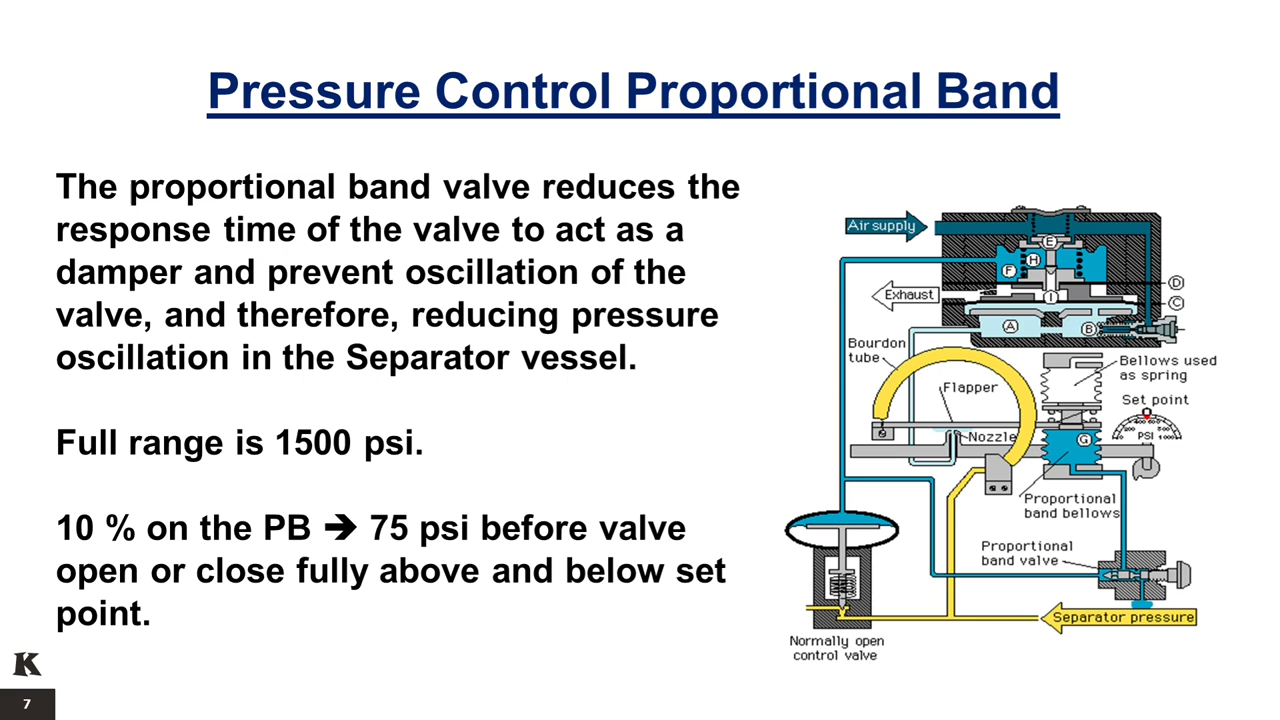 Pressure Control Proportional Band
The proportional band valve reduces the
response time of the valve to act as a
damper and prevent oscillation of the
valve, and therefore, reducing pressure
oscillation in the Separator vessel.
Full range is 1500 psi.
10 % on the PB ➔ 75 psi before valve
open or close fully above and below set
point.
Air supply
E
H
F
D
Exhaust
I
C
A
B
Bourdon
tube
Bellows used
as spring
Flapper
Set point
Nozzle
G
PSI
Proportional
band bellows
Proportional
band valve
Separator pressure
Normally open
control valve
K
7